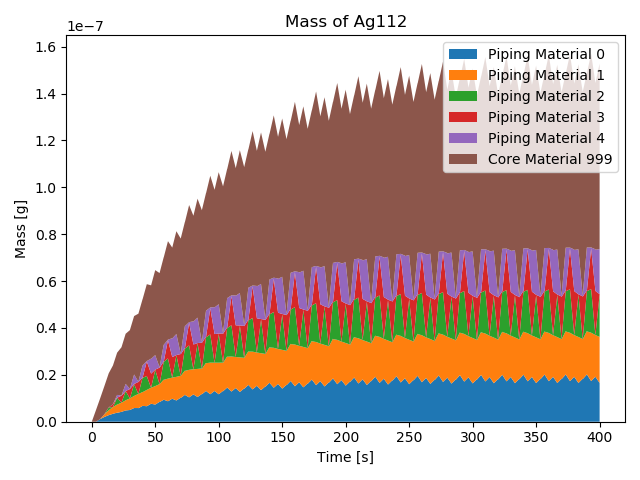 Mass of Ag112
1e−7
Piping Material 0
Piping Material 1
Piping Material 2
Piping Material 3
Piping Material 4
Core Material 999
1.6
1.4
1.2
1.0
0.8
0.6
0.4
0.2
0.0
Mass [g]
0 50 100 150 200 250 300 350 400
Time [s]